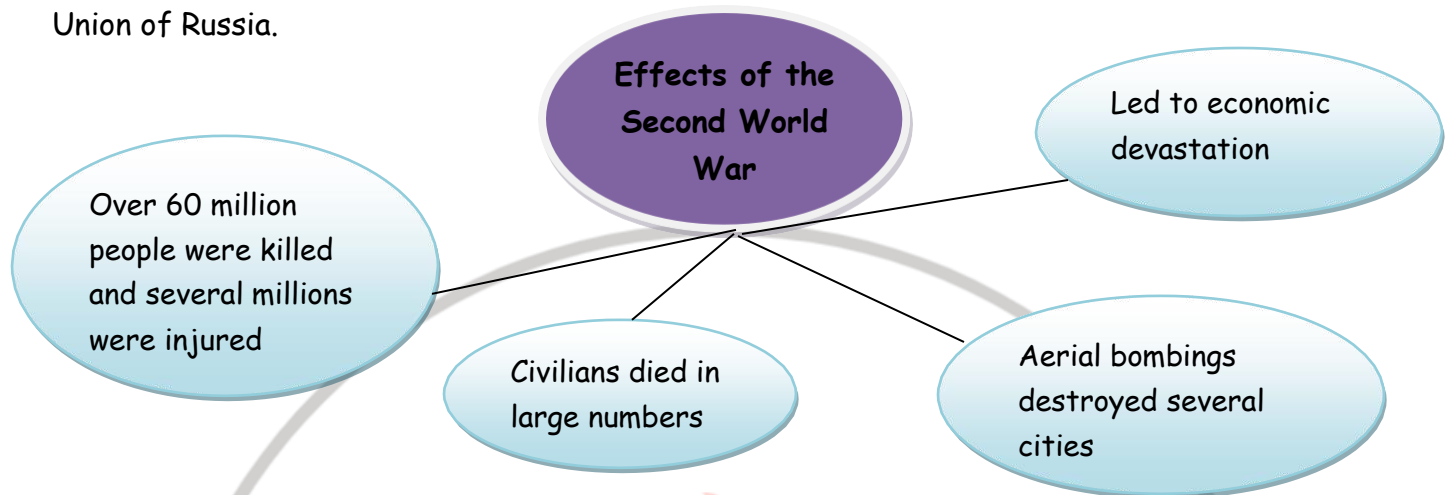 Union of Russia.
Effects of the
Second World
War
Led to economic
devastation
Over 60 million
people were killed
and several millions
were injured
Civilians died in
large numbers
Aerial bombings
destroyed several
cities